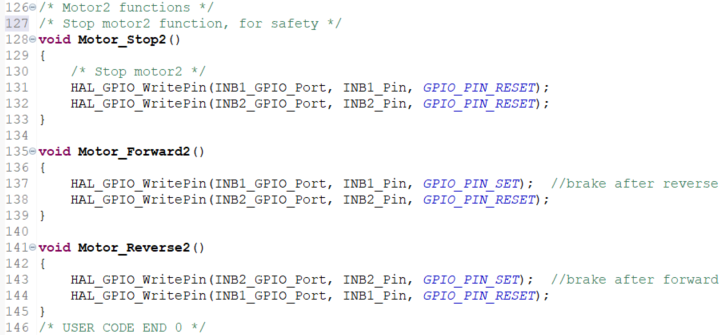 126 /* Motor2 functions */
127 /* Stop motor2 function, for safety */
128 void Motor_Stop2()
129 {
130     /* Stop motor2 */
131     HAL_GPIO_WritePin(INB1_GPIO_Port, INB1_Pin, GPIO_PIN_RESET);
132     HAL_GPIO_WritePin(INB2_GPIO_Port, INB2_Pin, GPIO_PIN_RESET);
133 }
134
135 void Motor_Forward2()
136 {
137     HAL_GPIO_WritePin(INB1_GPIO_Port, INB1_Pin, GPIO_PIN_SET);  //brake after reverse
138     HAL_GPIO_WritePin(INB2_GPIO_Port, INB2_Pin, GPIO_PIN_RESET);
139 }
140
141 void Motor_Reverse2()
142 {
143     HAL_GPIO_WritePin(INB2_GPIO_Port, INB2_Pin, GPIO_PIN_SET);  //brake after forward
144     HAL_GPIO_WritePin(INB1_GPIO_Port, INB1_Pin, GPIO_PIN_RESET);
145 }
146 /* USER CODE END 0 */